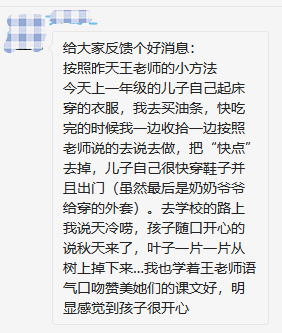 给大家反馈个好消息：
按照昨天王老师的小方法
今天上一年级的儿子自己起床
穿的衣服，我去买油条，快吃
完的时候我一边收拾一边按照
老师说的去说去做，把“快点”
去掉，儿子自己很快穿鞋子并
且出门（虽然最后是奶奶爷爷
给穿的外套）。去学校的路上
我说天冷唠，孩子随口开心的
说秋天来了，叶子一片一片从
树上掉下来...我也学着王老师语
气口吻赞美她们的课文好，明
显感觉到孩子很开心